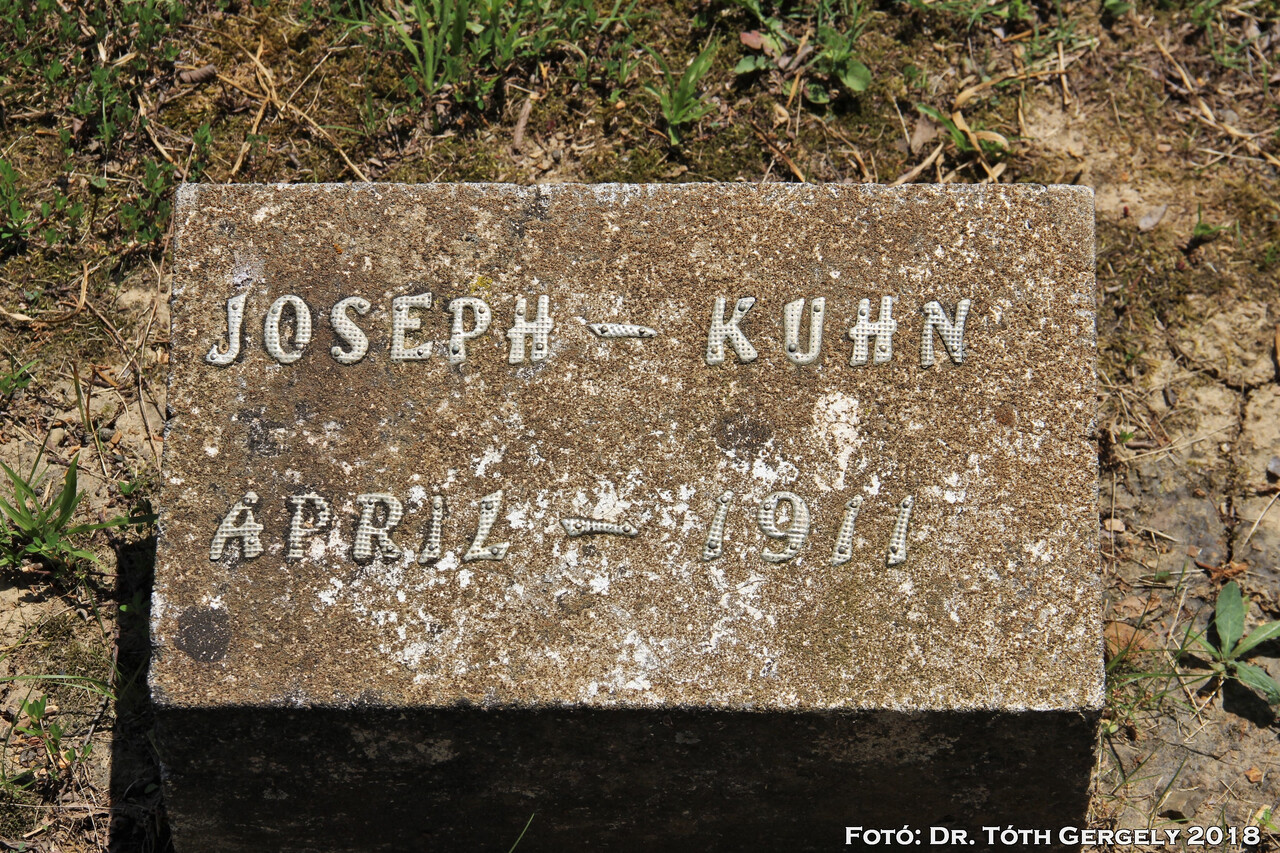 JOSEPH – KUHN
APRIL – 1911
Fotó: Dr. Tóth Gergely 2018